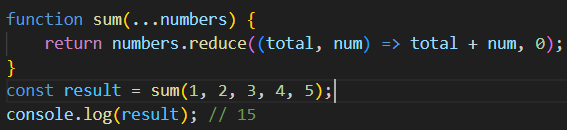 function sum(...numbers) {
    return numbers.reduce((total, num) => total + num, 0);
}
const result = sum(1, 2, 3, 4, 5);
console.log(result); // 15